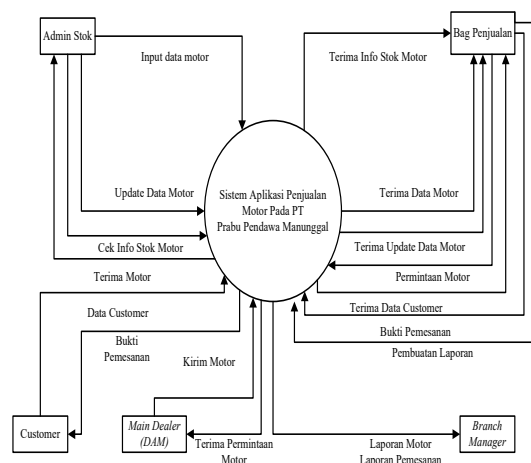 Admin Stok
Bag Penjualan
Input data motor
Terima Info Stok Motor
Update Data Motor
Sistem Aplikasi Penjualan
Motor Pada PT
Prabu Pendawa Manunggal
Terima Data Motor
Cek Info Stok Motor
Terima Update Data Motor
Terima Motor
Permintaan Motor
Data Customer
Terima Data Customer
Bukti
Pemesanan
Bukti Pemesanan
Kirim Motor
Pembuatan Laporan
Customer
Main Dealer
(DAM)
Terima Permintaan
Motor
Laporan Motor
Laporan Pemesanan
Branch
Manager